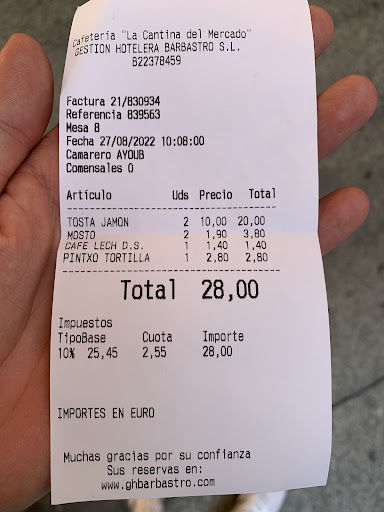 Cafetería "La Cantina del Mercado"
GESTION HOTELERA BARBASTRO S.L.
B22378459
Factura 21/830934
Referencia 839563
Mesa 8
Fecha 27/08/2022 10:08:00
Camarero AYOUB
Comensales 0
Artículo Uds Precio Total
TOSTA JAMON 2 10,00 20,00
MOSTO 2 1,90 3,80
CAFE LECH D.S. 1 1,40 1,40
PINTXO TORTILLA 1 2,80 2,80
Total 28,00
Impuestos
TipoBase Cuota Importe
10% 25,45 2,55 28,00
IMPORTES EN EURO
Muchas gracias por su confianza
Sus reservas en:
www.ghbarbastro.com